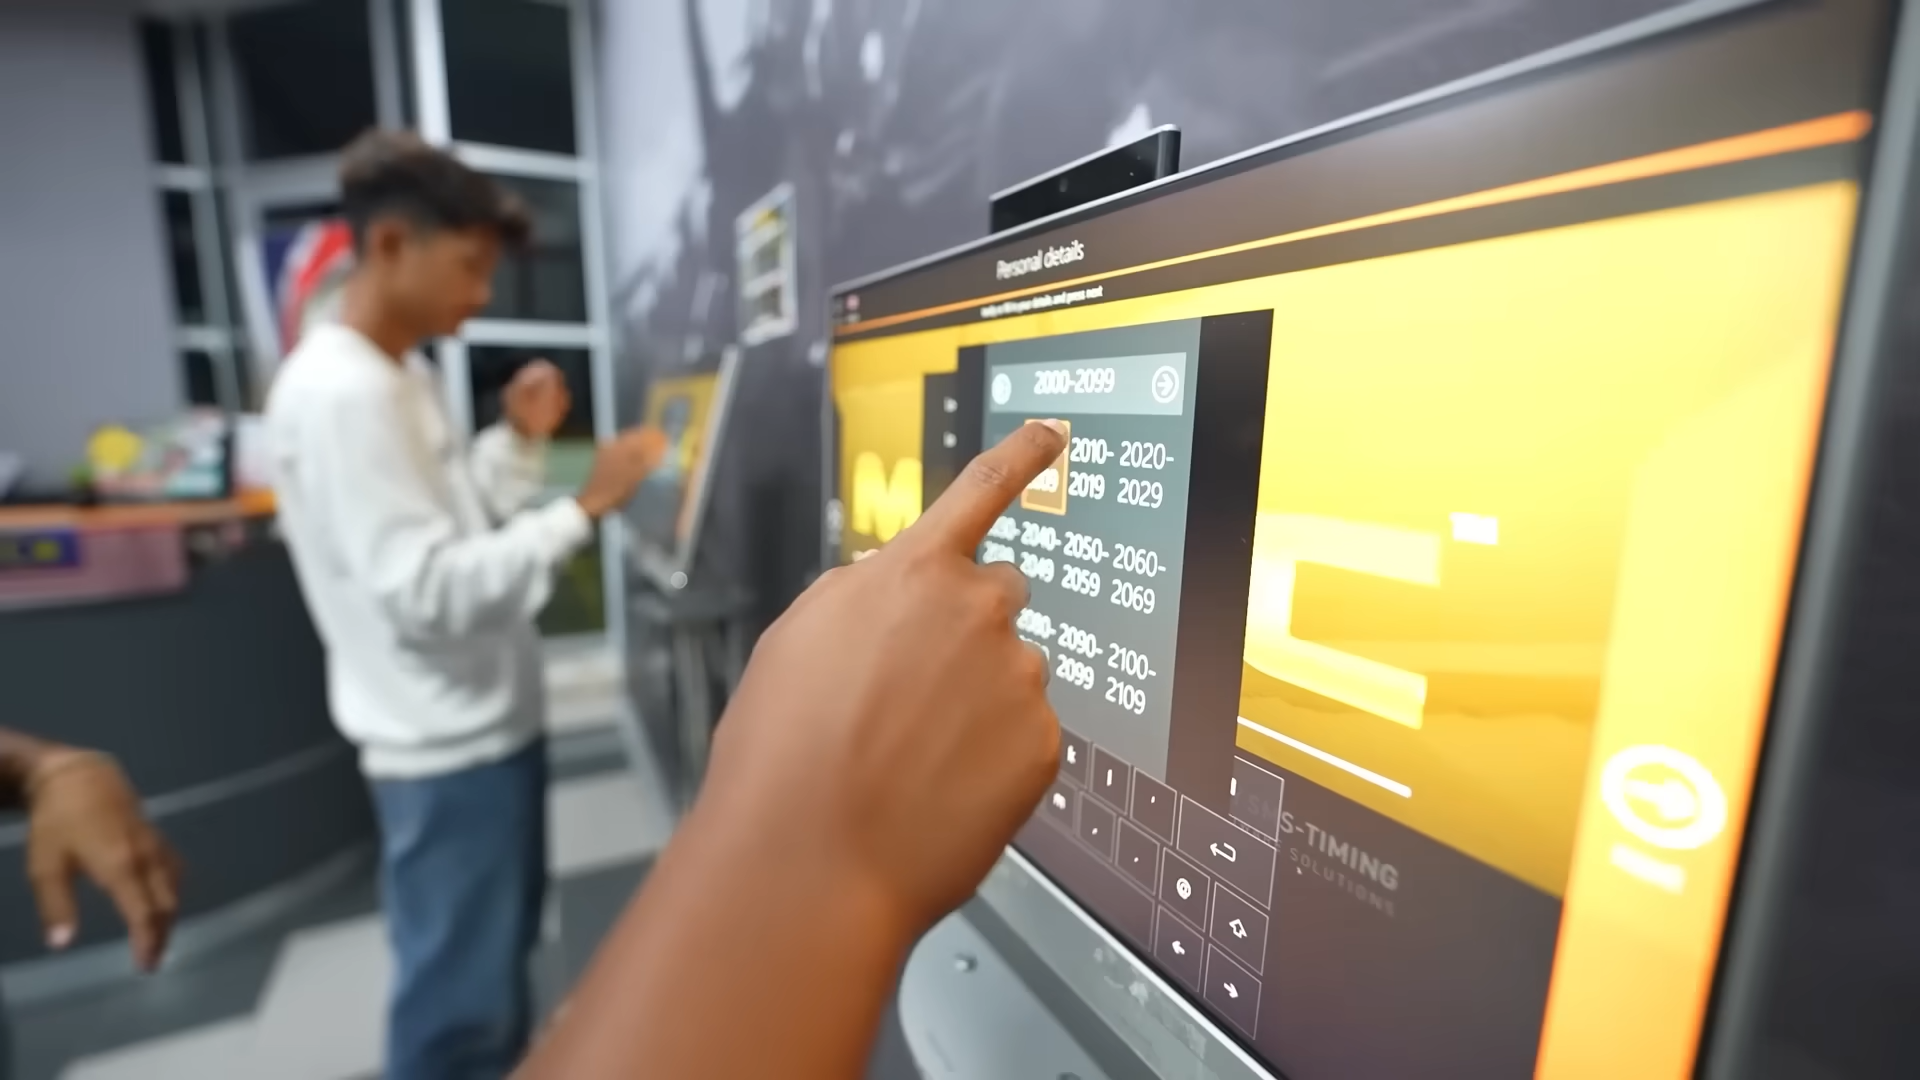 Personal details
2000-2099
2010- 2020-
2019 2029
2040- 2050- 2060-
2049 2059 2069
2080- 2090- 2100-
2099 2109
M
k l ,
m , .
@
SMS-TIMING
SOLUTIONS